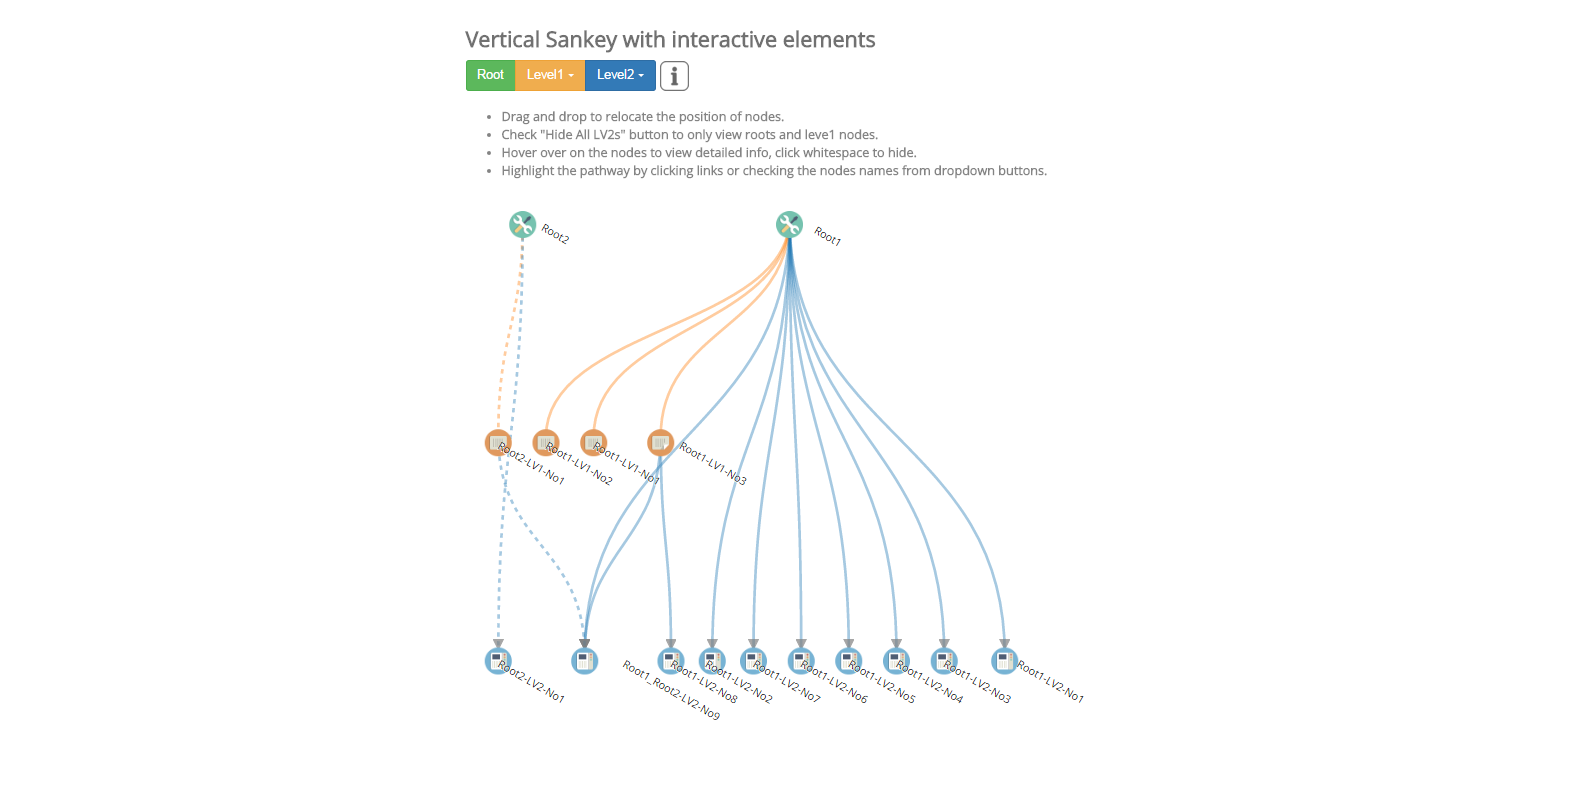 Vertical Sankey with interactive elements
Root Level1 Level2
Drag and drop to relocate the position of nodes.
Check "Hide All LV2s" button to only view roots and leve1 nodes.
Hover over on the nodes to view detailed info, click whitespace to hide.
Highlight the pathway by clicking links or checking the nodes names from dropdown buttons.
Root2
Root1
Root2-LV1-No1
Root1-LV1-No2
Root1-LV1-No1
Root1-LV1-No3
Root2-LV2-No1
Root1_Root2-LV2-No9
Root1-LV2-No8
Root1-LV2-No2
Root1-LV2-No7
Root1-LV2-No6
Root1-LV2-No5
Root1-LV2-No4
Root1-LV2-No3
Root1-LV2-No1